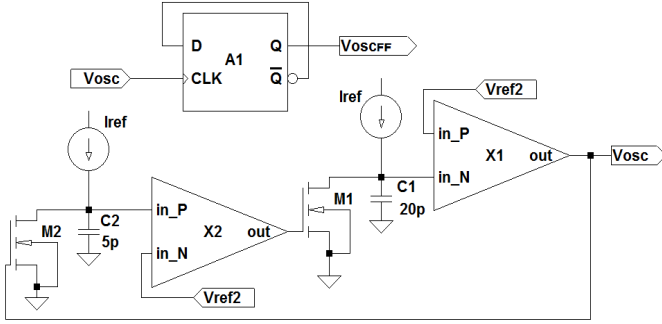 D
A1
Q
VOSCFF
Vosc
CLK
Q
Iref
Iref
Vref2
in_P
X1
out
Vosc
in_N
M2
C2
5p
in_P
X2
out
in_N
M1
C1
20p
Vref2